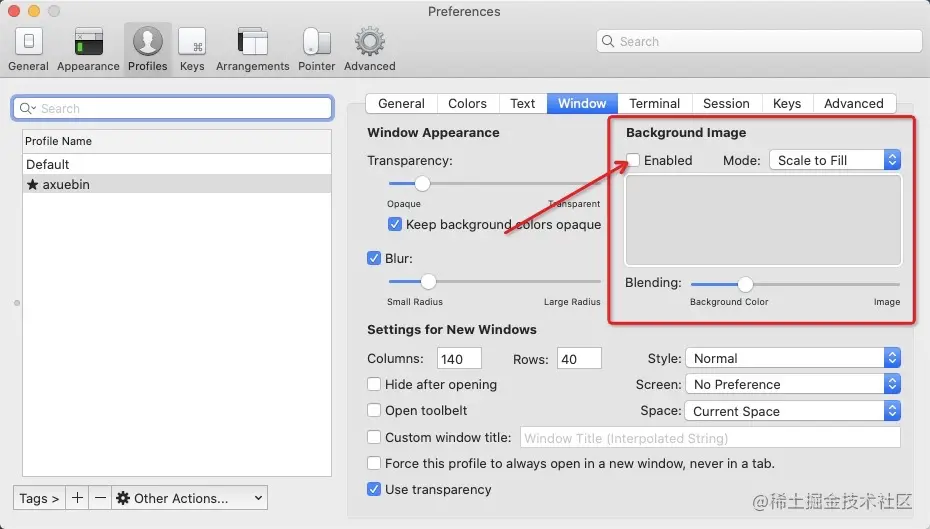 Preferences
General Appearance Profiles Keys Arrangements Pointer Advanced
Search
Search
Profile Name
Default
★ axuebin
Tags > + − Other Actions...
General Colors Text Window Terminal Session Keys Advanced
Window Appearance
Transparency:
Opaque Transparent
Keep background colors opaque
Blur:
Small Radius Large Radius
Background Image
Enabled Mode: Scale to Fill
Blending:
Background Color Image
Settings for New Windows
Columns: 140 Rows: 40 Style: Normal
Hide after opening Screen: No Preference
Open toolbelt Space: Current Space
Custom window title: Window Title (Interpolated String)
Force this profile to always open in a new window, never in a tab.
Use transparency
@稀土掘金技术社区